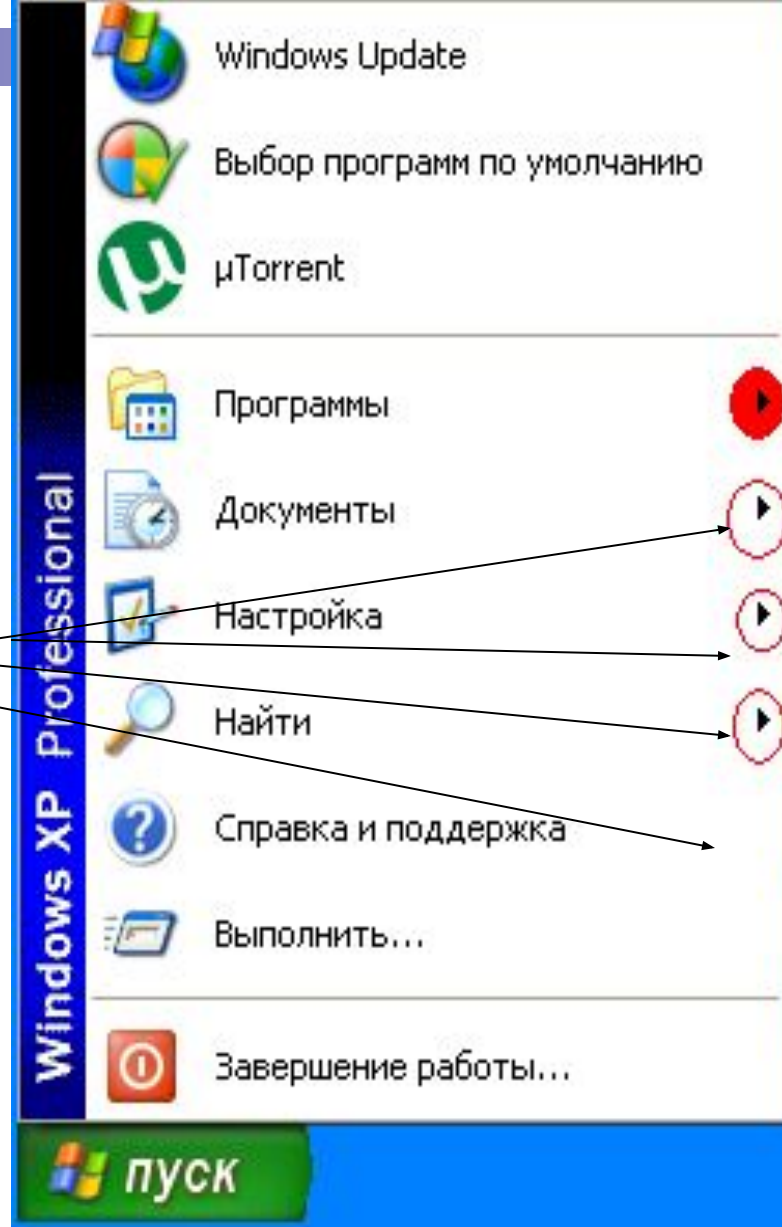 Windows Update
Выбор программ по умолчанию
µTorrent
Программы
Документы
Настройка
Найти
Справка и поддержка
Выполнить...
Завершение работы...
Windows XP Professional
пуск